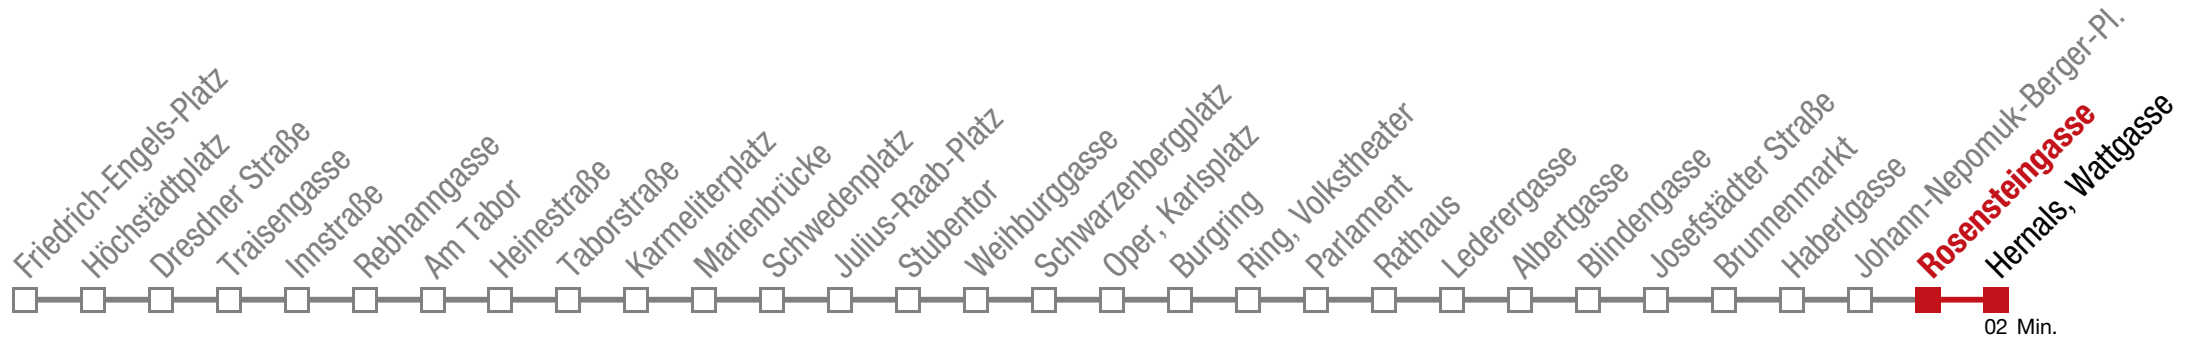 Friedrich-Engels-Platz
Höchstädtplatz
Dresdner Straße
Traisengasse
Innstraße
Rebhanngasse
Am Tabor
Heinestraße
Taborstraße
Karmeliterplatz
Marienbrücke
Schwedenplatz
Julius-Raab-Platz
Stubentor
Weihburggasse
Schwarzenbergplatz
Oper, Karlsplatz
Burgring
Ring, Volkstheater
Parlament
Rathaus
Lederergasse
Albertgasse
Blindengasse
Josefstädter Straße
Brunnenmarkt
Haberlgasse
Johann-Nepomuk-Berger-Pl.
Rosensteingasse
Hernals, Wattgasse
02 Min.